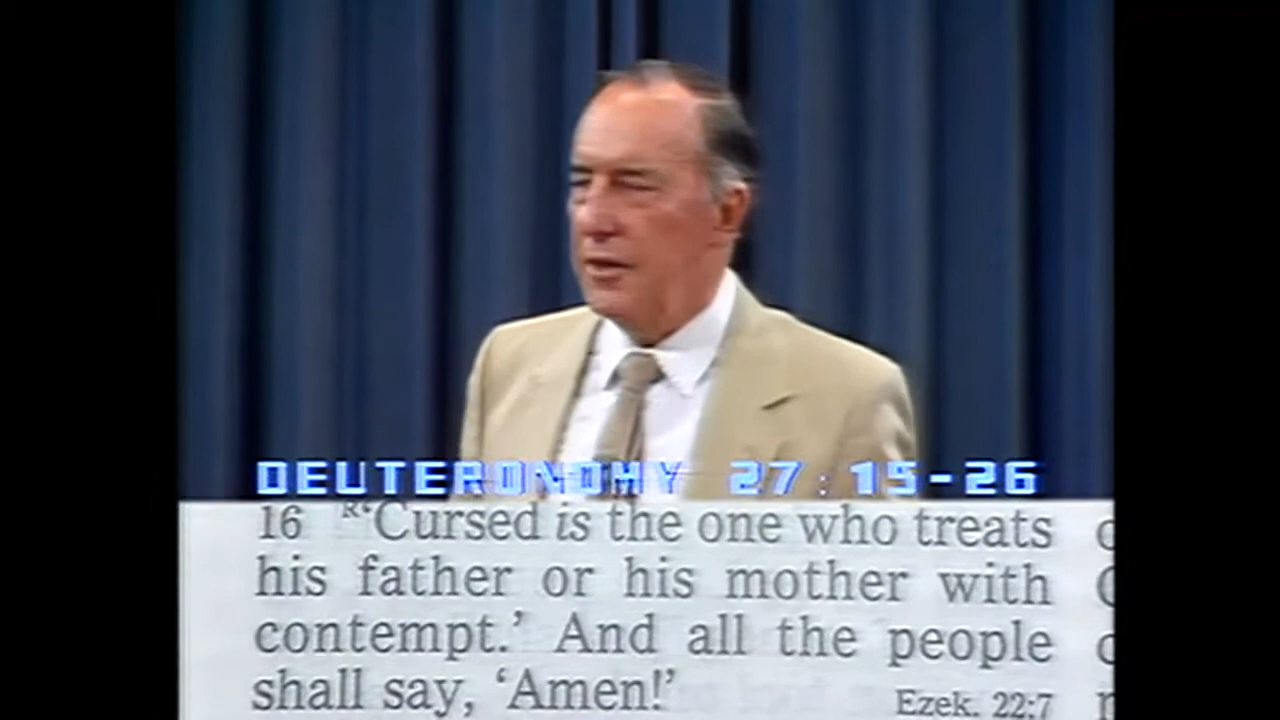 DEUTERONOMY 27:15-26
16 R‘Cursed is the one who treats
his father or his mother with
contempt.’ And all the people
shall say, ‘Amen!’
Ezek. 22:7